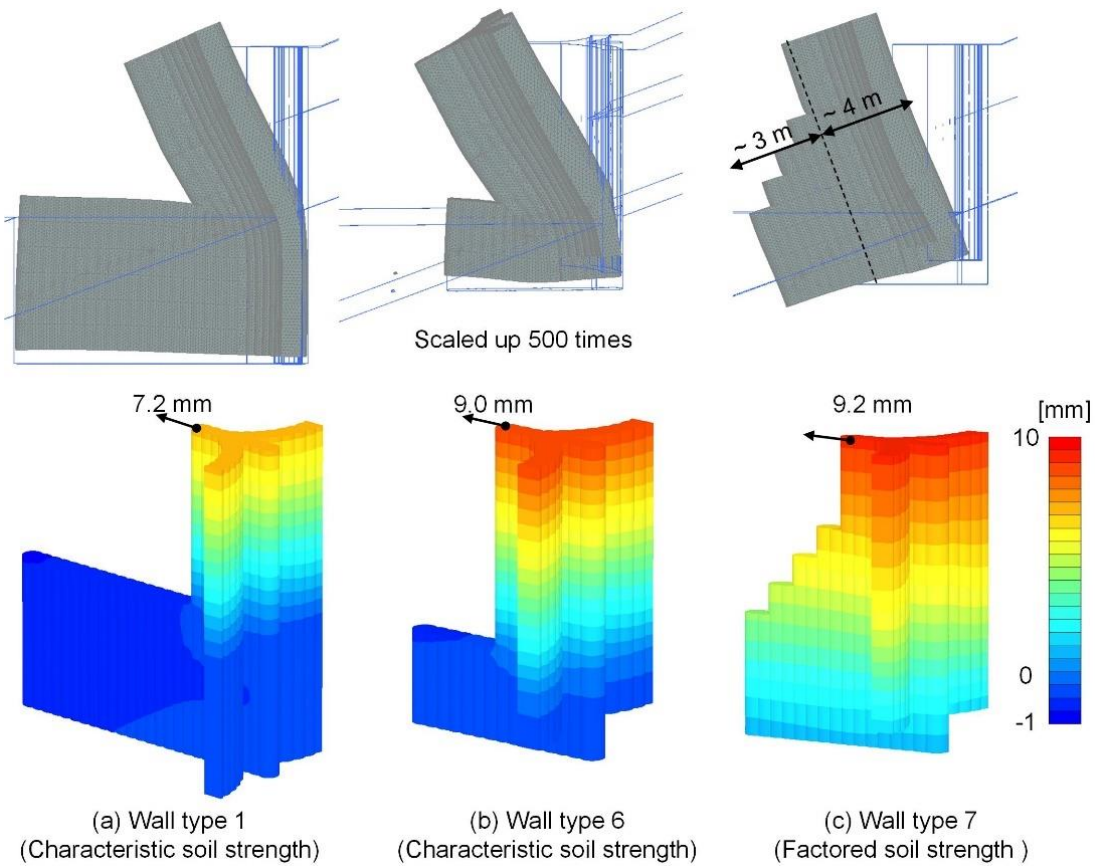 ~ 3 m
~ 4 m
Scaled up 500 times
7.2 mm
9.0 mm
9.2 mm
[mm]
10
0
-1
(a) Wall type 1
(Characteristic soil strength)
(b) Wall type 6
(Characteristic soil strength)
(c) Wall type 7
(Factored soil strength )